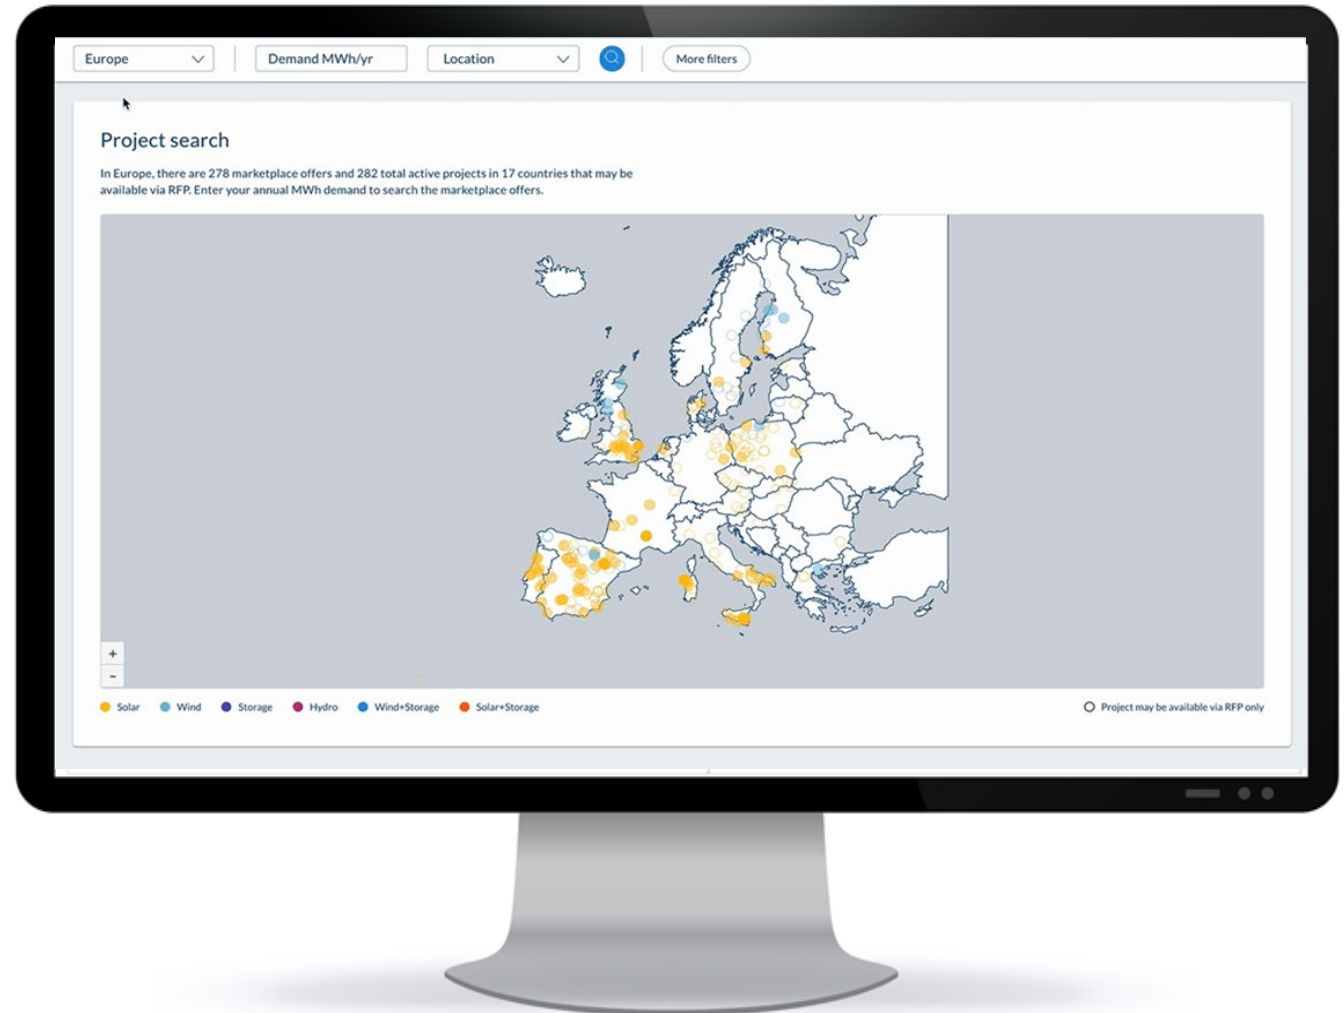 Europe
Demand MWh/yr
Location
More filters
Project search
In Europe, there are 278 marketplace offers and 282 total active projects in 17 countries that may be
available via RFP. Enter your annual MWh demand to search the marketplace offers.
+
−
Solar
Wind
Storage
Hydro
Wind+Storage
Solar+Storage
Project may be available via RFP only